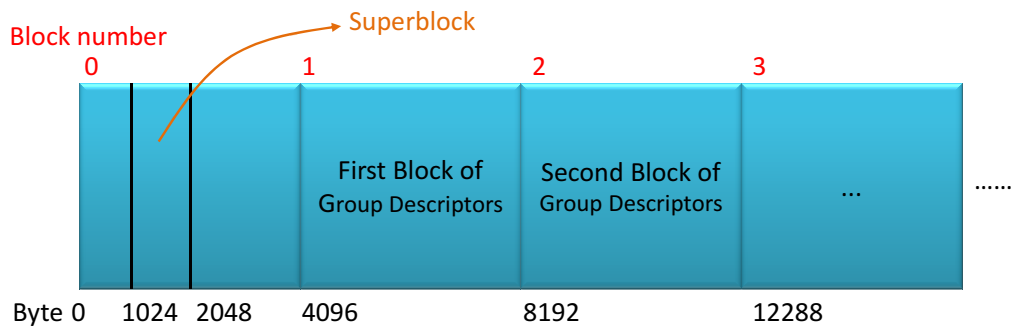 Superblock
Block number
0 1 2 3
First Block of
Group Descriptors
Second Block of
Group Descriptors
...
......
Byte 0 1024 2048 4096 8192 12288